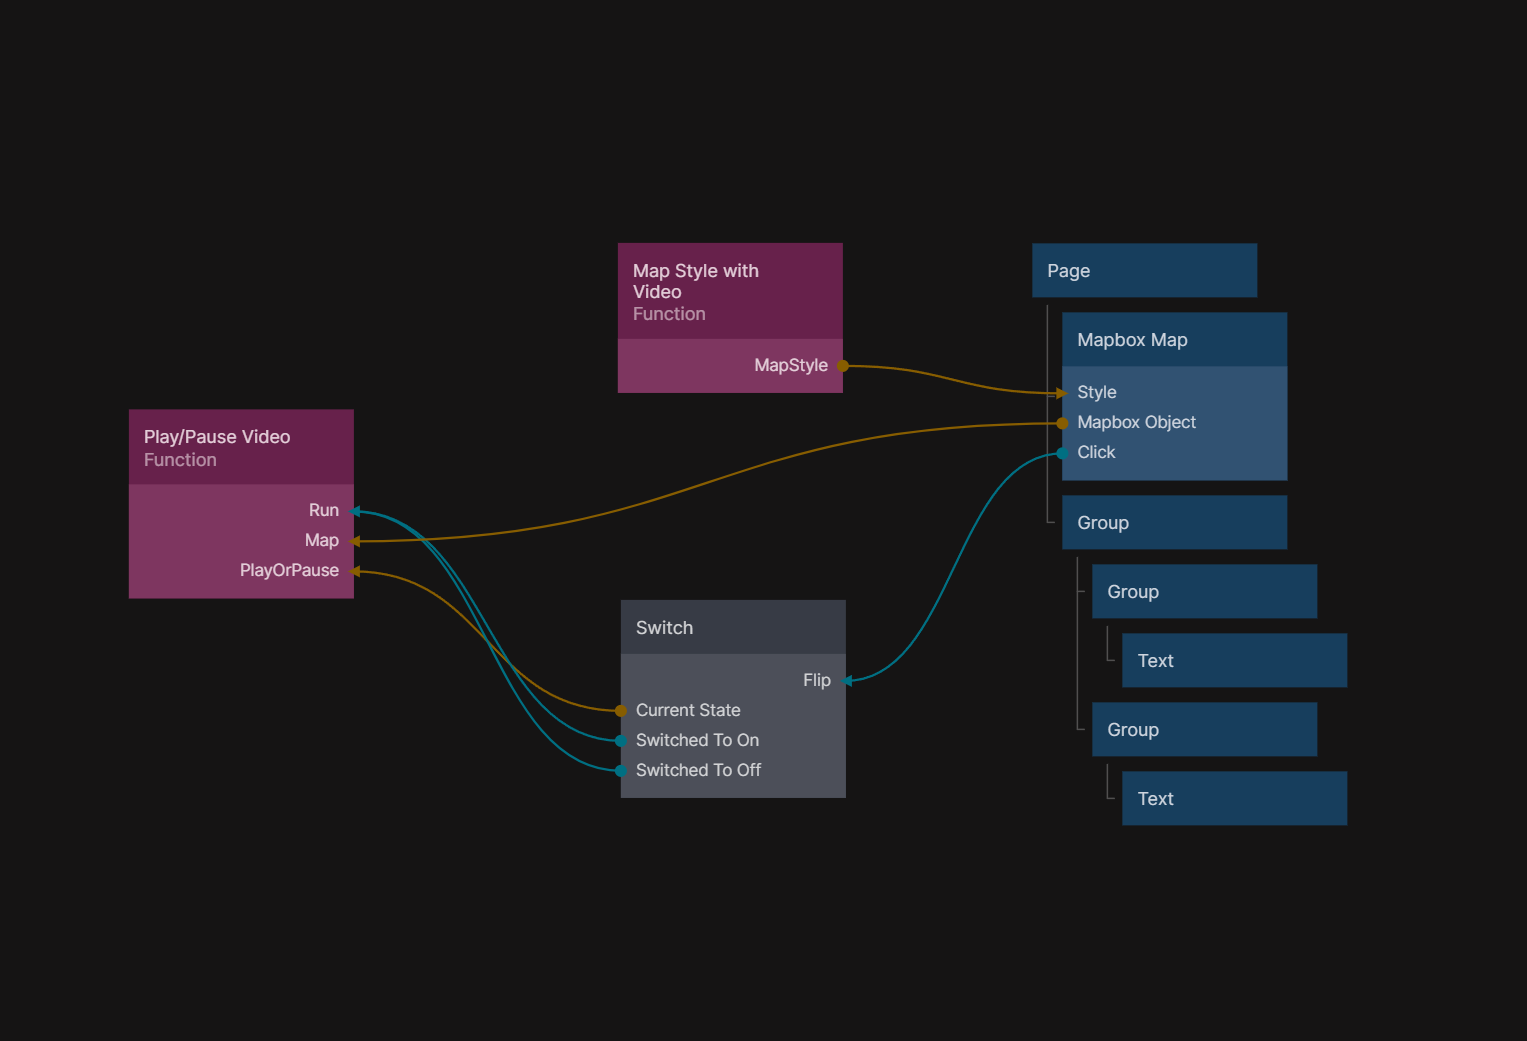 Map Style with
Video
Function
MapStyle
Page
Mapbox Map
Style
Mapbox Object
Click
Play/Pause Video
Function
Run
Map
PlayOrPause
Group
Group
Text
Group
Text
Switch
Flip
Current State
Switched To On
Switched To Off